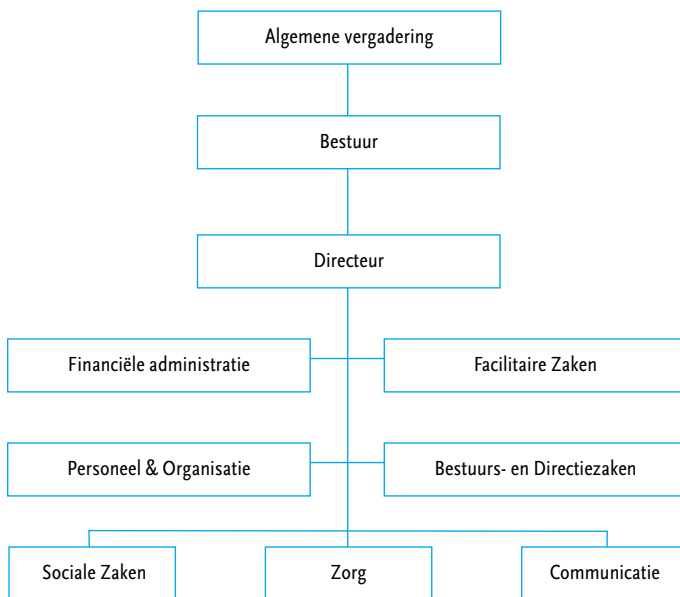 Algemene vergadering
Bestuur
Directeur
Financiële administratie
Facilitaire Zaken
Personeel & Organisatie
Bestuurs- en Directiezaken
Sociale Zaken
Zorg
Communicatie